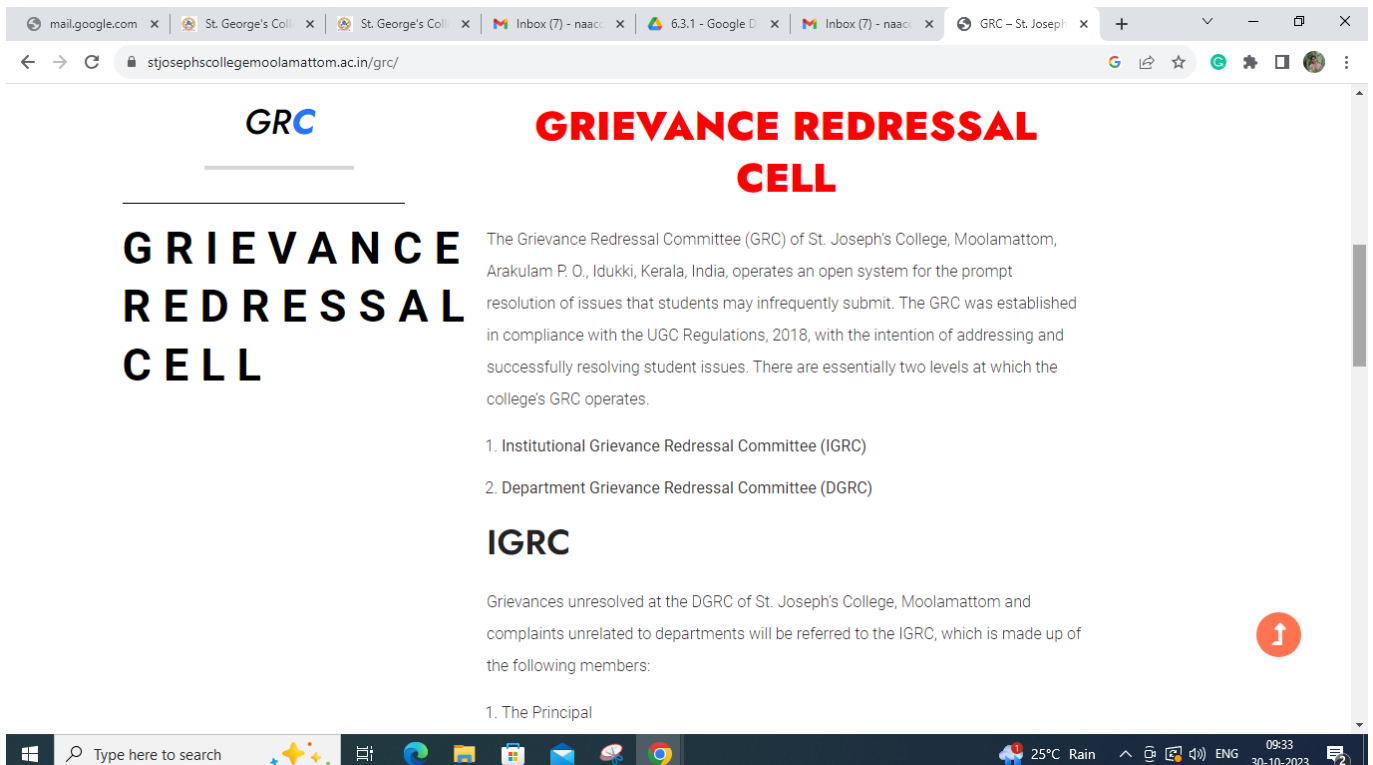 mail.google.com
St. George's Coll
St. George's Coll
Inbox (7) - naacc
6.3.1 - Google D
Inbox (7) - naacc
GRC – St. Joseph
stjosephscollegemoolamattom.ac.in/grc/
GRC
GRIEVANCE
REDRESSAL
CELL
GRIEVANCE REDRESSAL
CELL
The Grievance Redressal Committee (GRC) of St. Joseph's College, Moolamattom,
Arakulam P. O., Idukki, Kerala, India, operates an open system for the prompt
resolution of issues that students may infrequently submit. The GRC was established
in compliance with the UGC Regulations, 2018, with the intention of addressing and
successfully resolving student issues. There are essentially two levels at which the
college's GRC operates.
1. Institutional Grievance Redressal Committee (IGRC)
2. Department Grievance Redressal Committee (DGRC)
IGRC
Grievances unresolved at the DGRC of St. Joseph's College, Moolamattom and
complaints unrelated to departments will be referred to the IGRC, which is made up of
the following members:
1. The Principal
Type here to search
1
25°C Rain
ENG
09:33
30-10-2023
2